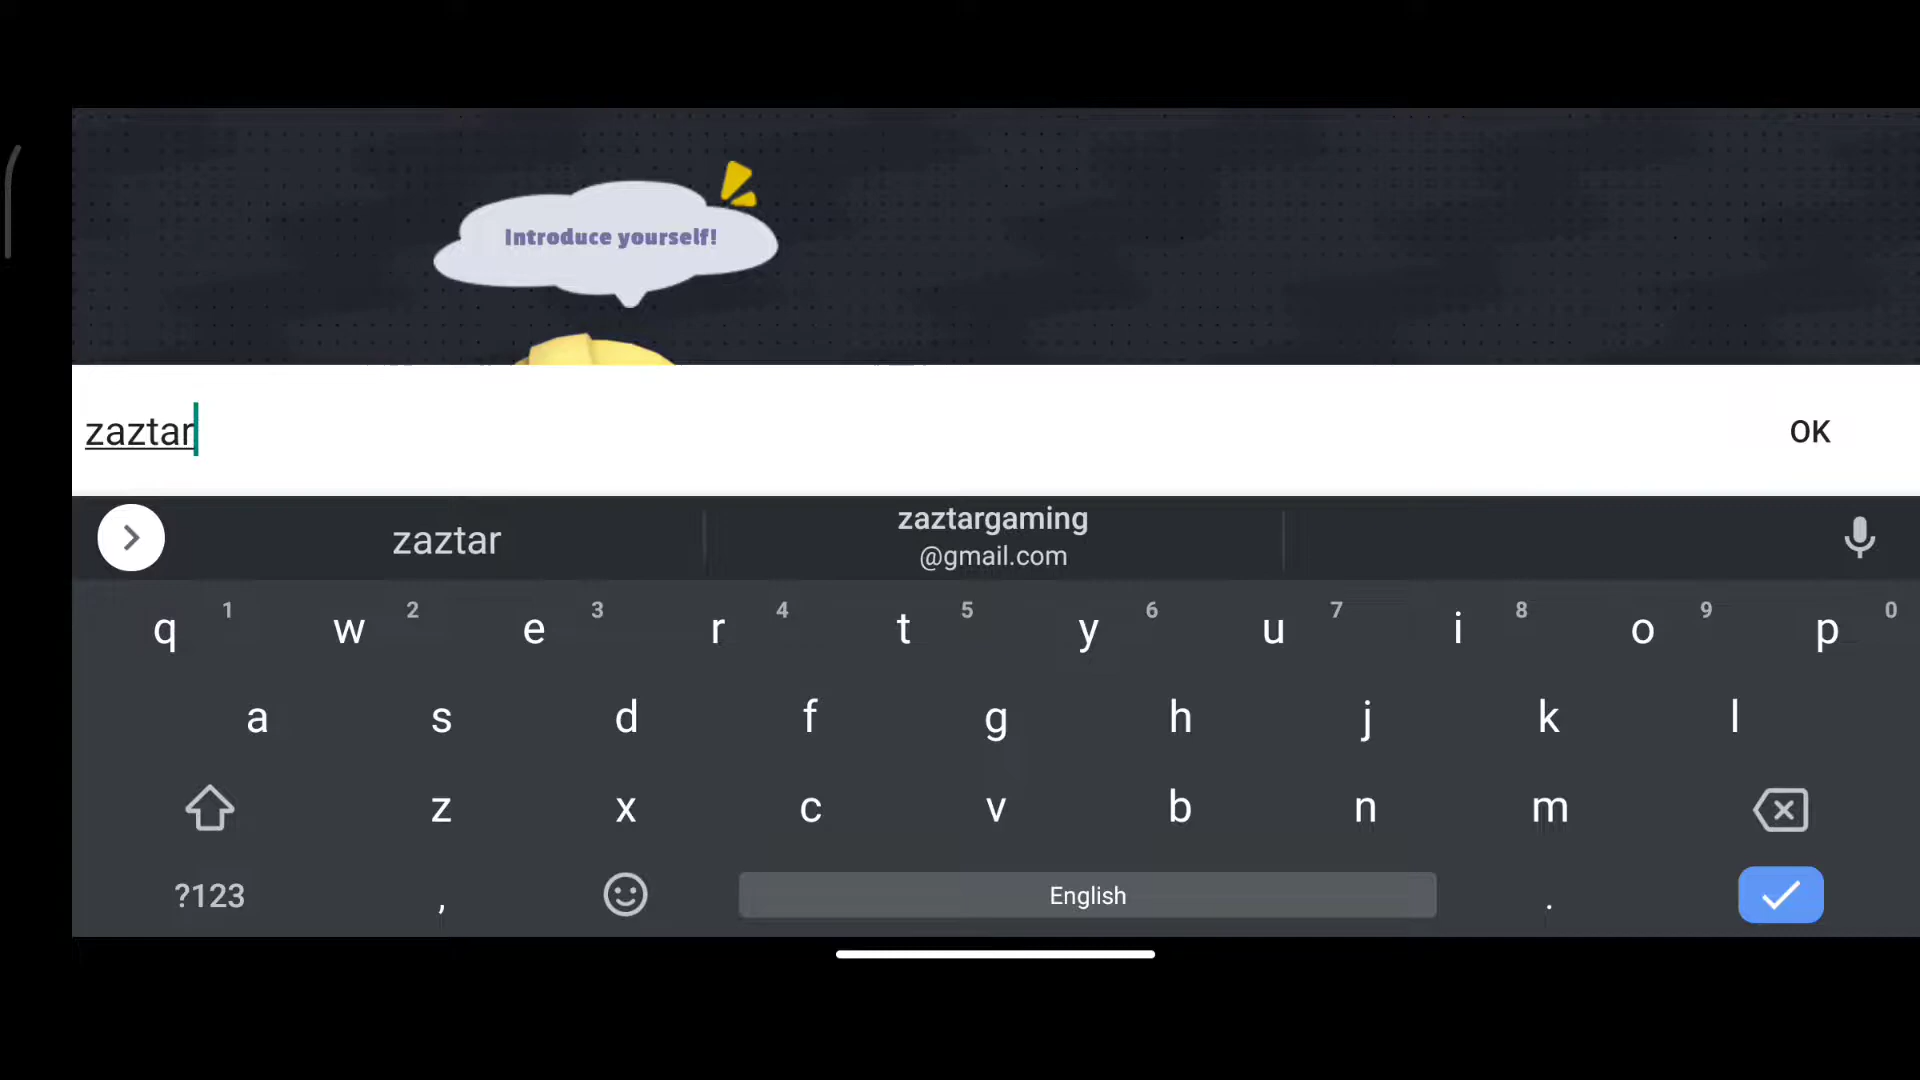 Introduce yourself!
zaztar
OK
zaztar
zaztargaming
@gmail.com
q 1 w 2 e 3 r 4 t 5 y 6 u 7 i 8 o 9 p 0
a s d f g h j k l
z x c v b n m
?123 , English .